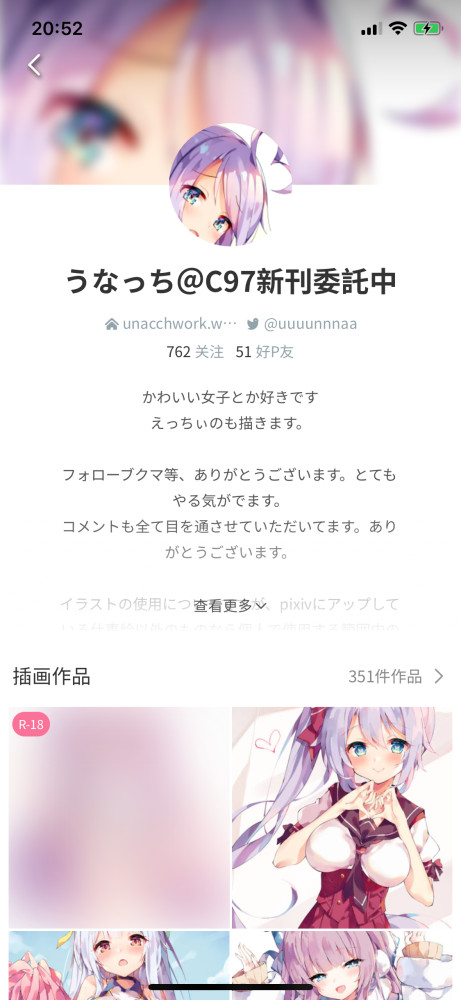 20:52
うなっち@C97新刊委託中
unacchwork.w… @uuuunnnaa
762 关注 51 好P友
かわいい女子とか好きです
えっちぃのも描きます。
フォローブクマ等、ありがとうございます。とても
やる気がでます。
コメントも全て目を通させていただいてます。あり
がとうございます。
イラストの使用につ
が、pixivにアップして
查看更多
插画作品 351件作品
R-18